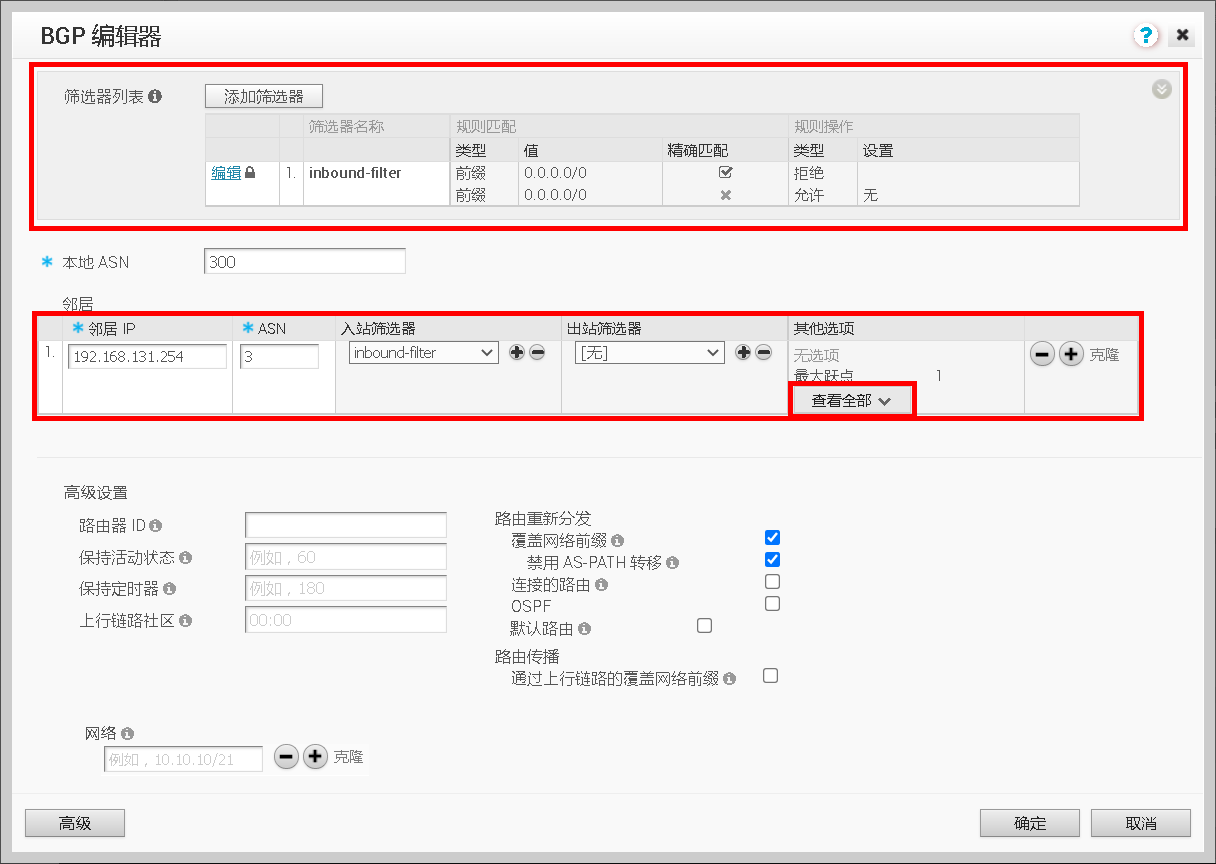 BGP 编辑器
?
筛选器列表
添加筛选器
筛选器名称 规则匹配 规则操作
类型 值 精确匹配 类型 设置
编辑 1. inbound-filter 前缀 0.0.0.0/0 拒绝
前缀 0.0.0.0/0 允许 无
* 本地 ASN 300
邻居
* 邻居 IP * ASN 入站筛选器 出站筛选器 其他选项
1. 192.168.131.254 3 inbound-filter [无] 无选项 克隆
最大跃点 1
查看全部
高级设置
路由器 ID
保持活动状态 例如，60
保持定时器 例如，180
上行链路社区 00:00
路由重新分发
覆盖网络前缀
禁用 AS-PATH 转移
连接的路由
OSPF
默认路由
路由传播
通过上行链路的覆盖网络前缀
网络
例如，10.10.10/21 克隆
高级 确定 取消